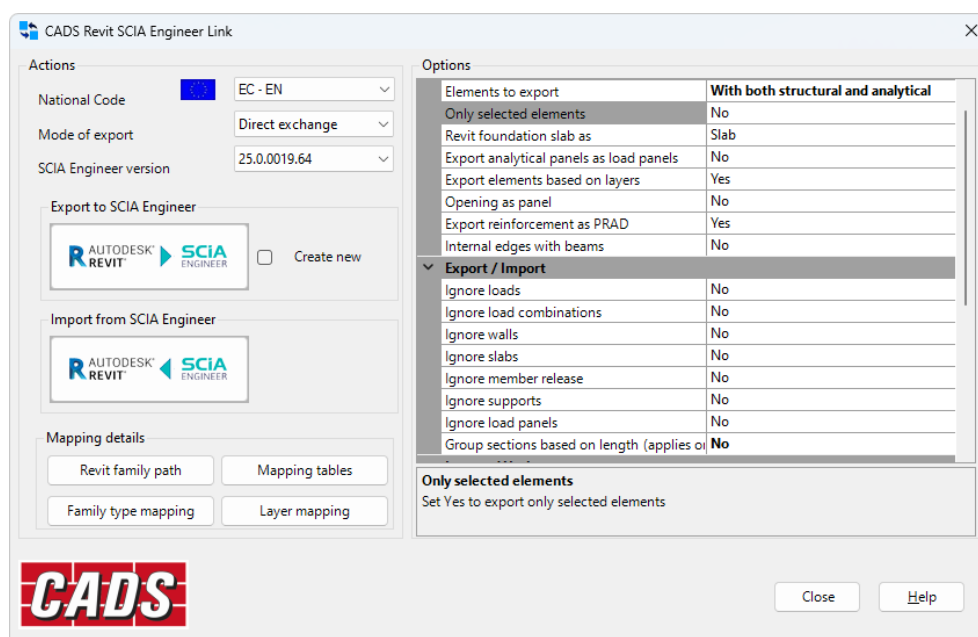 CADS Revit SCIA Engineer Link
Actions
National Code
EC - EN
Mode of export
Direct exchange
SCIA Engineer version
25.0.0019.64
Export to SCIA Engineer
R AUTODESK® REVIT® SCiA ENGINEER
Create new
Import from SCIA Engineer
R AUTODESK® REVIT® SCiA ENGINEER
Mapping details
Revit family path
Mapping tables
Family type mapping
Layer mapping
Options
Elements to export With both structural and analytical
Only selected elements No
Revit foundation slab as Slab
Export analytical panels as load panels No
Export elements based on layers Yes
Opening as panel No
Export reinforcement as PRAD Yes
Internal edges with beams No
Export / Import
Ignore loads No
Ignore load combinations No
Ignore walls No
Ignore slabs No
Ignore member release No
Ignore supports No
Ignore load panels No
Group sections based on length (applies o No
Only selected elements
Set Yes to export only selected elements
CADS
Close
Help